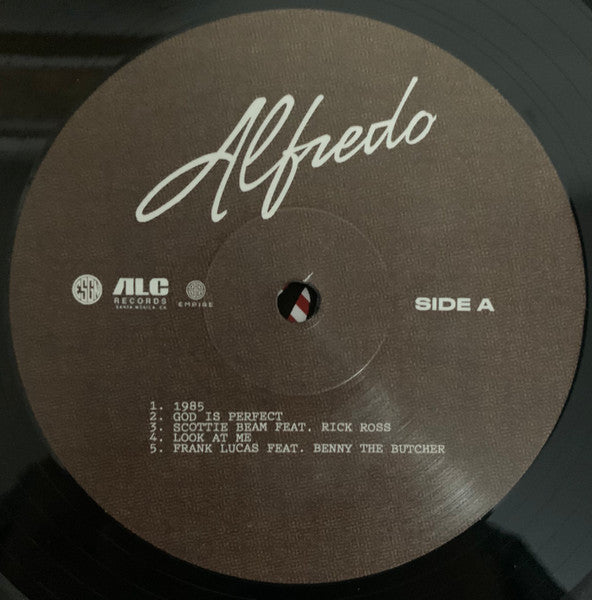 Alfredo
ESGN
ALC
RECORDS
SANTA MONICA, CA
EMPIRE
SIDE A
1. 1985
2. GOD IS PERFECT
3. SCOTTIE BEAM FEAT. RICK ROSS
4. LOOK AT ME
5. FRANK LUCAS FEAT. BENNY THE BUTCHER